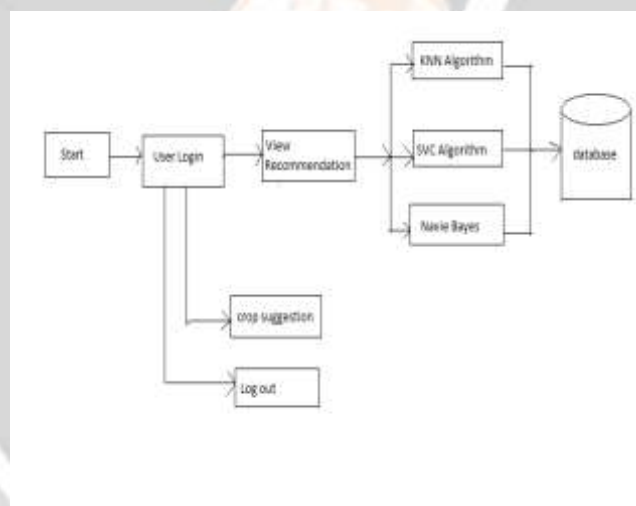 KNN Algorithm
View
Recommendation
Start
User Login
SVC Algorithm
database
Navie Bayes
crop suggestion
Log out